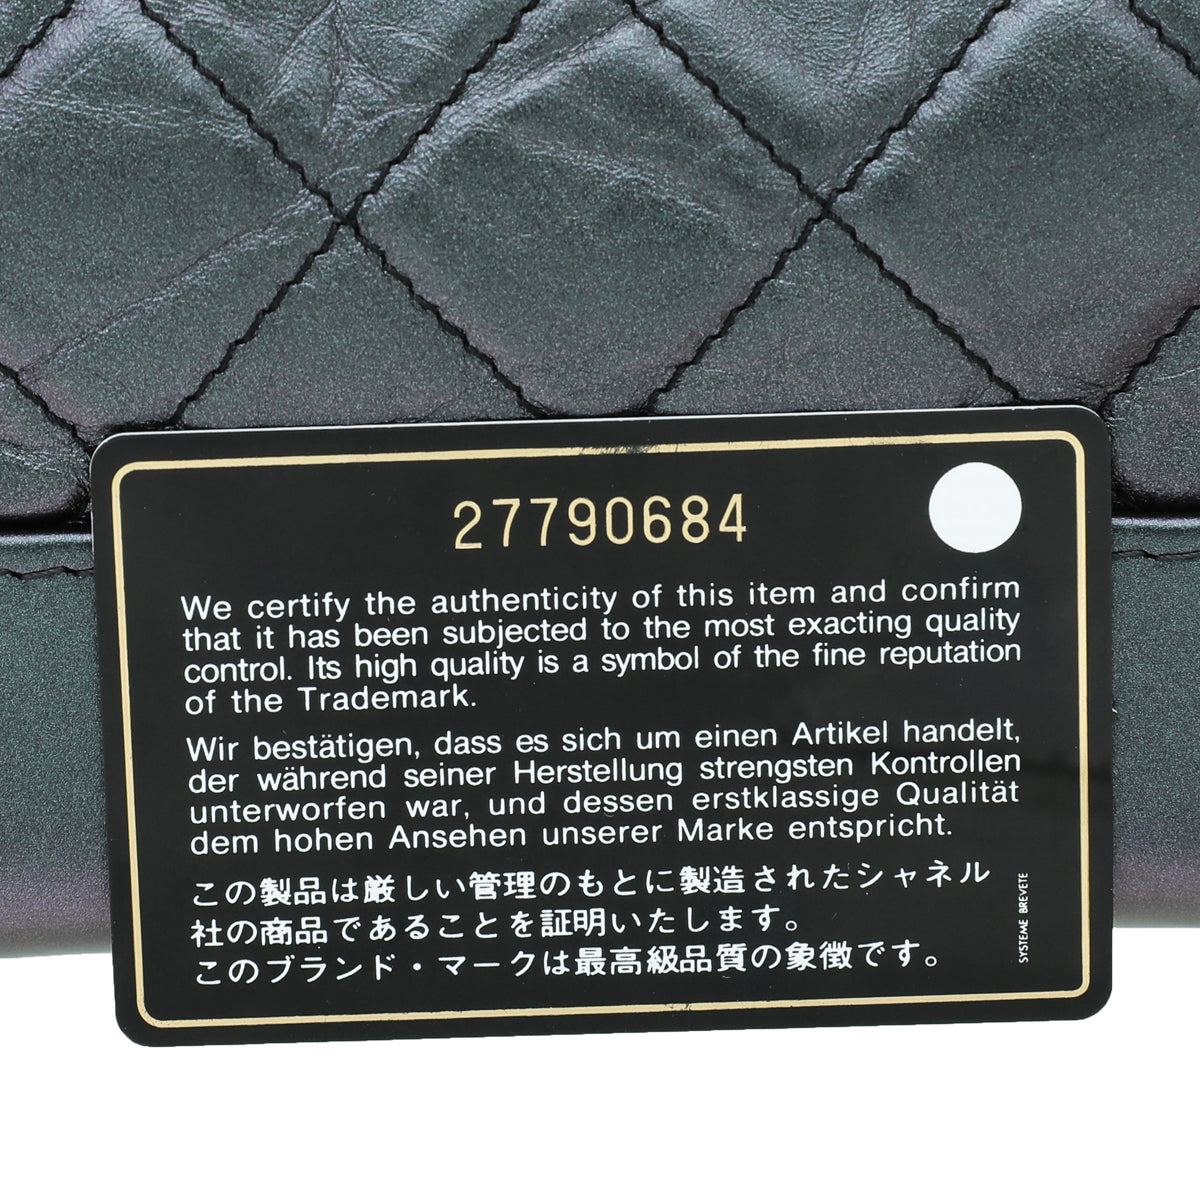 27790684
We certify the authenticity of this item and confirm
that it has been subjected to the most exacting quality
control. Its high quality is a symbol of the fine reputation
of the Trademark.
Wir bestätigen, dass es sich um einen Artikel handelt,
der während seiner Herstellung strengsten Kontrollen
unterworfen war, und dessen erstklassige Qualität
dem hohen Ansehen unserer Marke entspricht.
この製品は厳しい管理のもとに製造されたシャネル
社の商品であることを証明いたします。
このブランド・マークは最高級品質の象徴です。
SYSTEME BREVETE